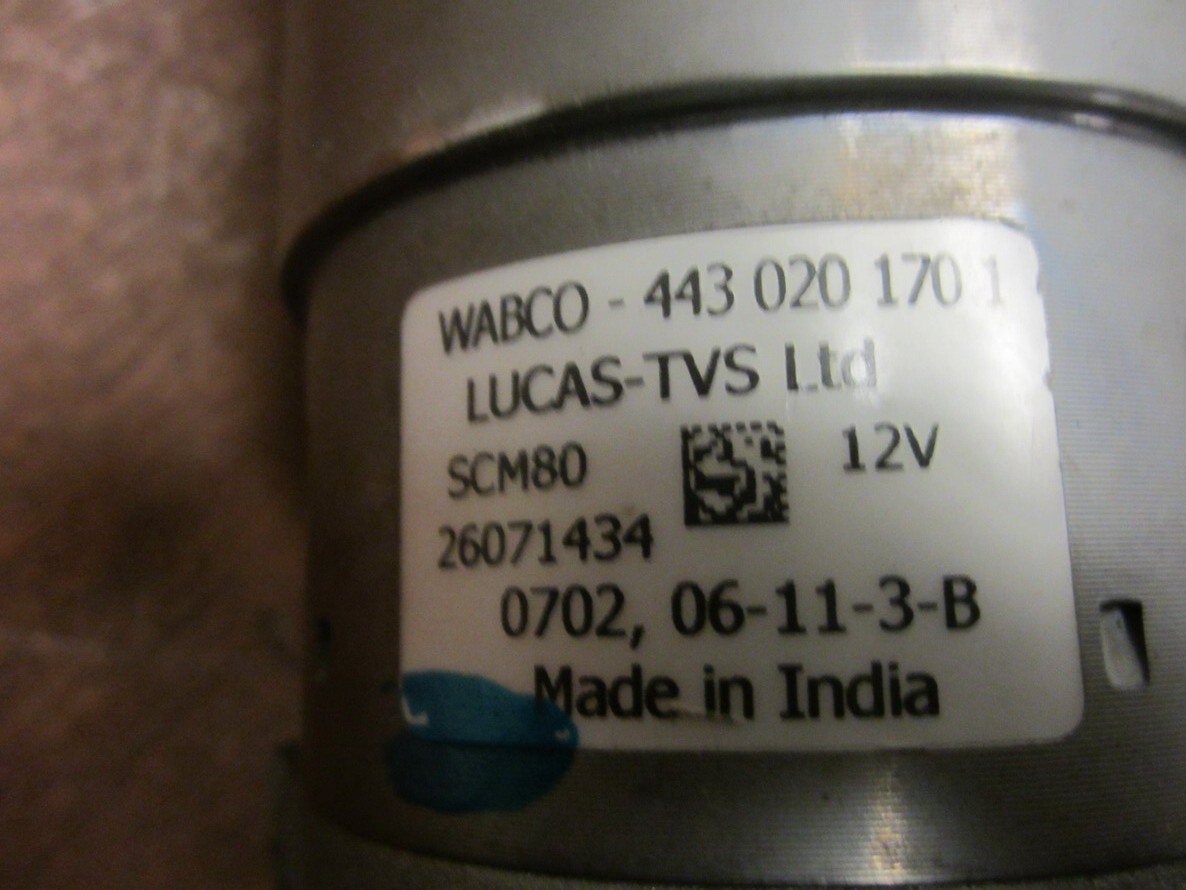 WABCO - 443 020 170 1
LUCAS-TVS Ltd
SCM80
12V
26071434
0702, 06-11-3-B
Made in India